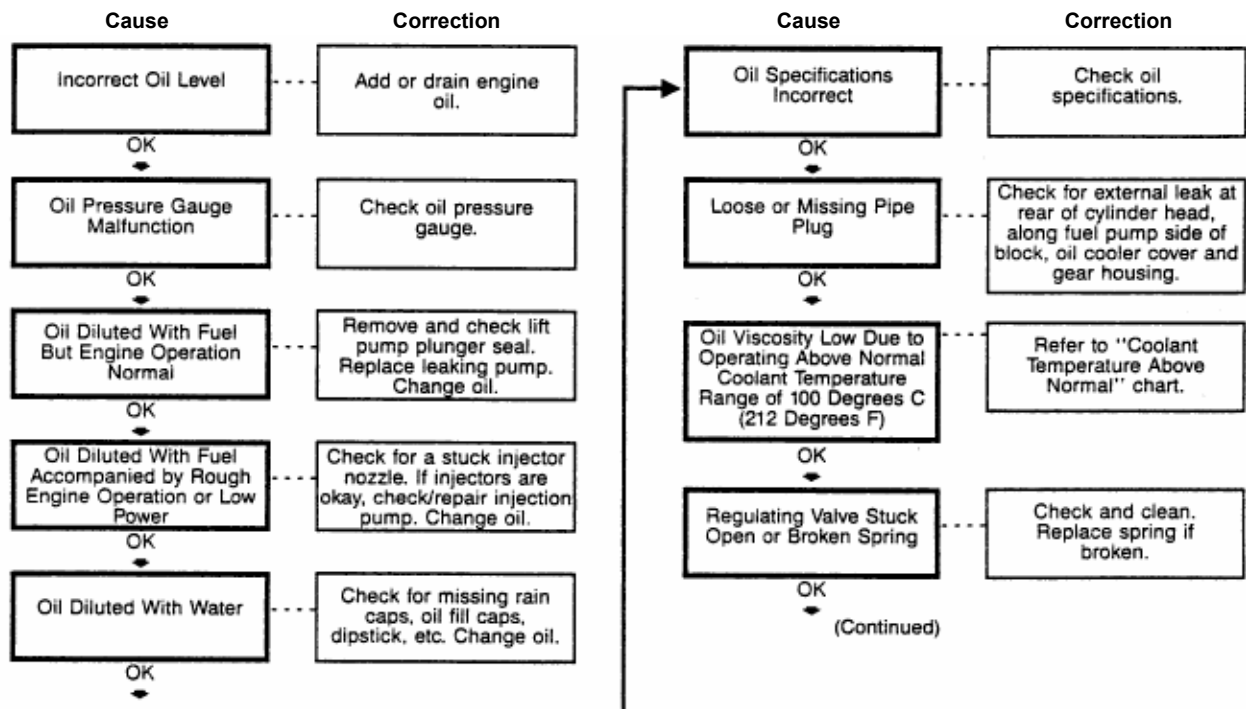 Cause
Correction
Incorrect Oil Level
Add or drain engine
oil.
OK
Oil Pressure Gauge
Malfunction
Check oil pressure
gauge.
OK
Oil Diluted With Fuel
But Engine Operation
Normal
Remove and check lift
pump plunger seal.
Replace leaking pump.
Change oil.
OK
Oil Diluted With Fuel
Accompanied by Rough
Engine Operation or Low
Power
Check for a stuck injector
nozzle. If injectors are
okay, check/repair injection
pump. Change oil.
OK
Oil Diluted With Water
Check for missing rain
caps, oil fill caps,
dipstick, etc. Change oil.
OK
Cause
Correction
Oil Specifications
Incorrect
Check oil
specifications.
OK
Loose or Missing Pipe
Plug
Check for external leak at
rear of cylinder head,
along fuel pump side of
block, oil cooler cover and
gear housing.
OK
Oil Viscosity Low Due to
Operating Above Normal
Coolant Temperature
Range of 100 Degrees C
(212 Degrees F)
Refer to "Coolant
Temperature Above
Normal" chart.
OK
Regulating Valve Stuck
Open or Broken Spring
Check and clean.
Replace spring if
broken.
OK
(Continued)